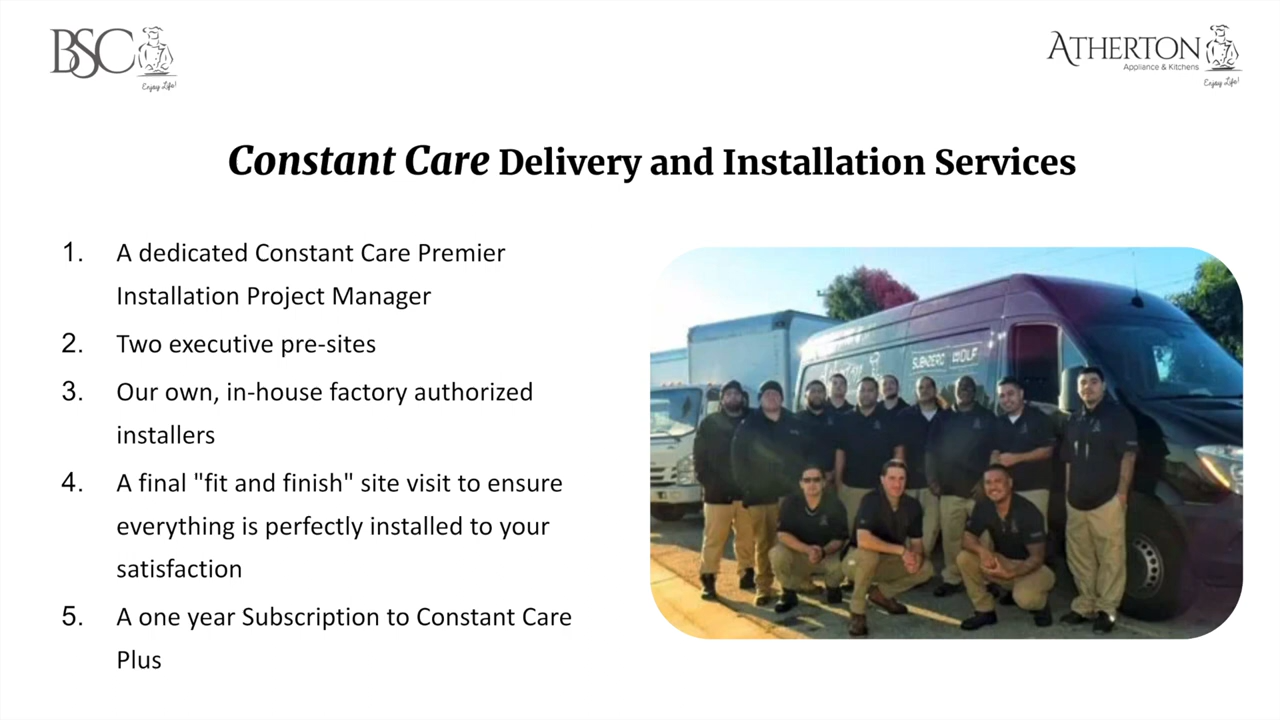 BSC
Enjoy Life!
ATHERTON
Appliance & Kitchens
Enjoy Life!
Constant Care Delivery and Installation Services
1. A dedicated Constant Care Premier
Installation Project Manager
2. Two executive pre-sites
3. Our own, in-house factory authorized
installers
4. A final "fit and finish" site visit to ensure
everything is perfectly installed to your
satisfaction
5. A one year Subscription to Constant Care
Plus
SUB-ZERO WOLF